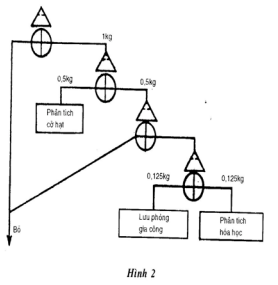 1kg
0,5kg
0,5kg
Phân tích
cỡ hạt
0,125kg
0,125kg
Bỏ
Lưu phòng
gia công
Phân tích
hóa học
Hình 2